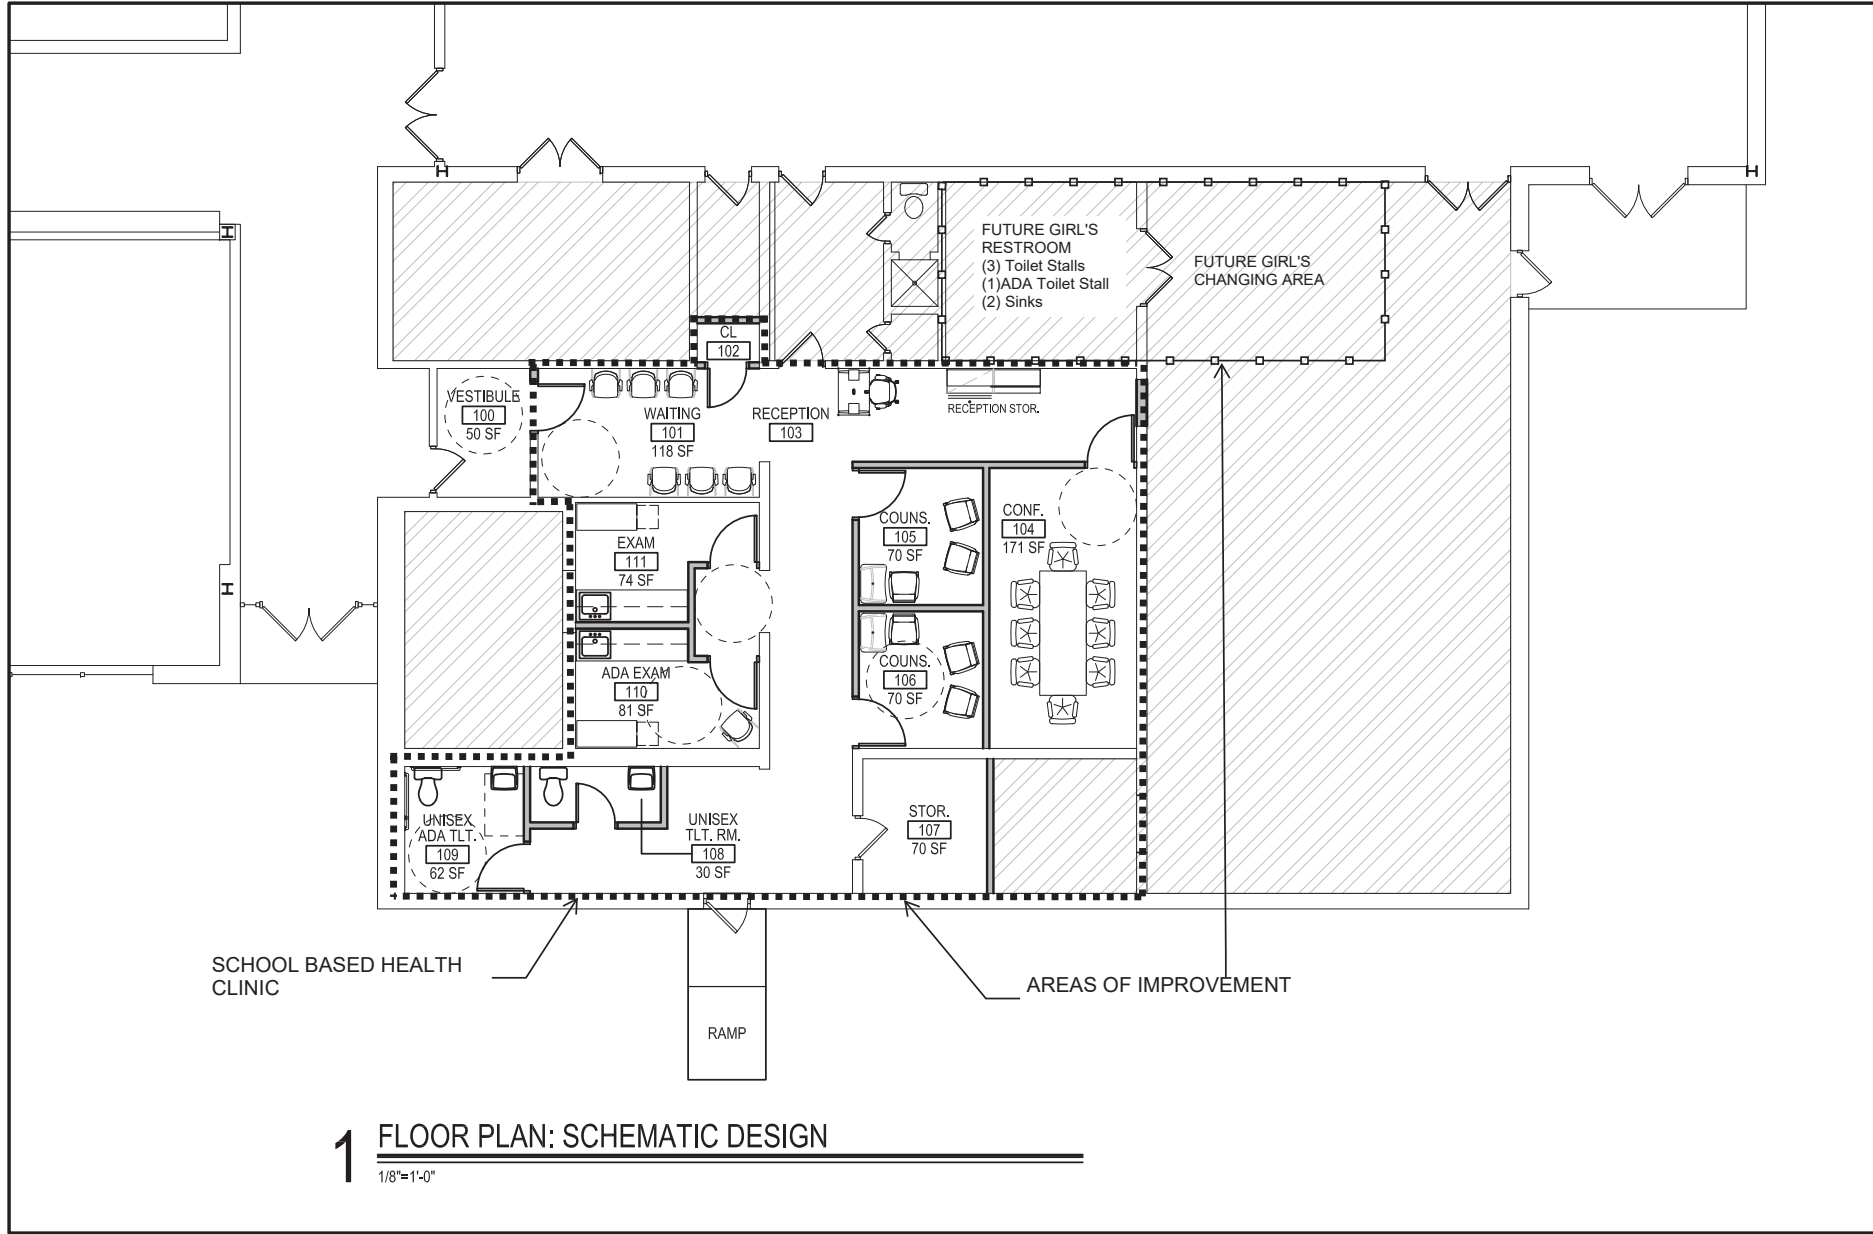 FUTURE GIRL'S
RESTROOM
(3) Toilet Stalls
(1)ADA Toilet Stall
(2) Sinks
FUTURE GIRL'S
CHANGING AREA
CL
102
VESTIBULE
100
50 SF
WAITING
101
118 SF
RECEPTION
103
RECEPTION STOR.
EXAM
111
74 SF
COUNS.
105
70 SF
CONF.
104
171 SF
ADA EXAM
110
81 SF
COUNS.
106
70 SF
UNISEX
ADA TLT.
109
62 SF
UNISEX
TLT. RM.
108
30 SF
STOR.
107
70 SF
SCHOOL BASED HEALTH
CLINIC
AREAS OF IMPROVEMENT
RAMP
1 FLOOR PLAN: SCHEMATIC DESIGN
1/8"=1'-0"